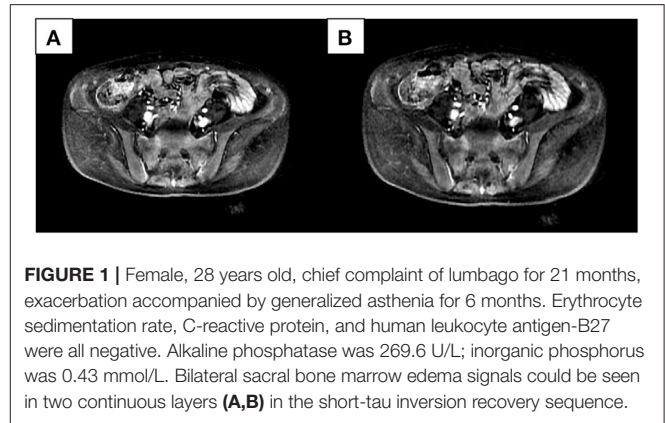 A
B
FIGURE 1 | Female, 28 years old, chief complaint of lumbago for 21 months,
exacerbation accompanied by generalized asthenia for 6 months. Erythrocyte
sedimentation rate, C-reactive protein, and human leukocyte antigen-B27
were all negative. Alkaline phosphatase was 269.6 U/L; inorganic phosphorus
was 0.43 mmol/L. Bilateral sacral bone marrow edema signals could be seen
in two continuous layers (A,B) in the short-tau inversion recovery sequence.